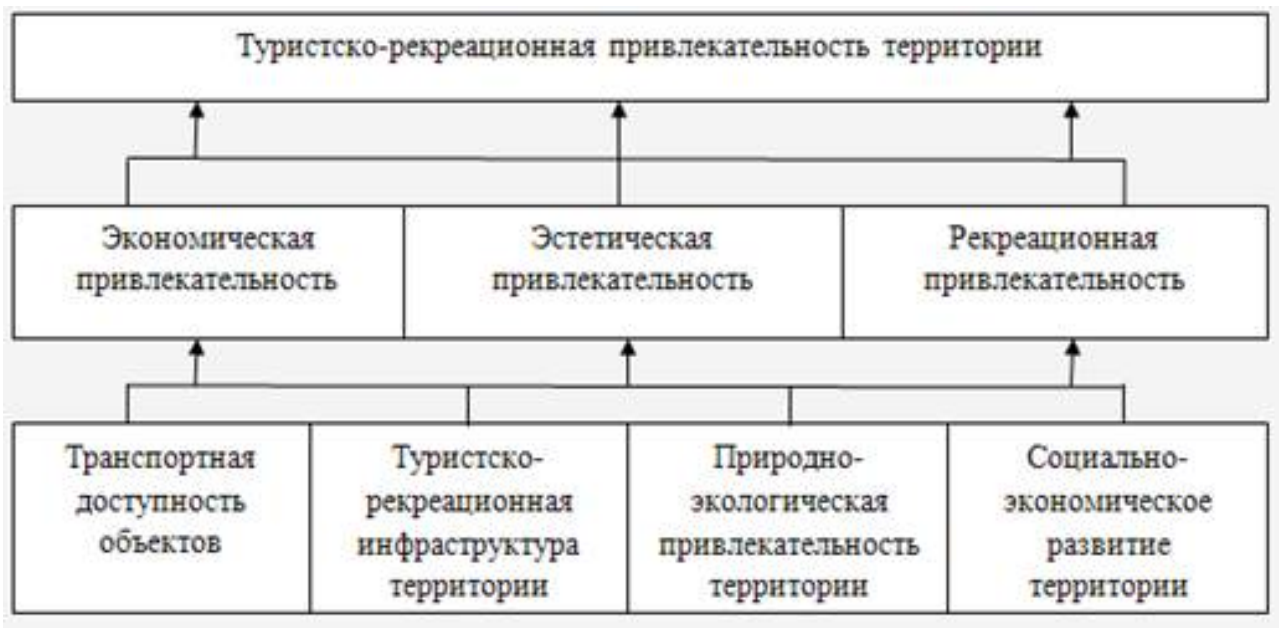 Туристско-рекреационная привлекательность территории
Экономическая
привлекательность
Эстетическая
привлекательность
Рекреационная
привлекательность
Транспортная
доступность
объектов
Туристско-
рекреационная
инфраструктура
территории
Природно-
экологическая
привлекательность
территории
Социально-
экономическое
развитие
территории